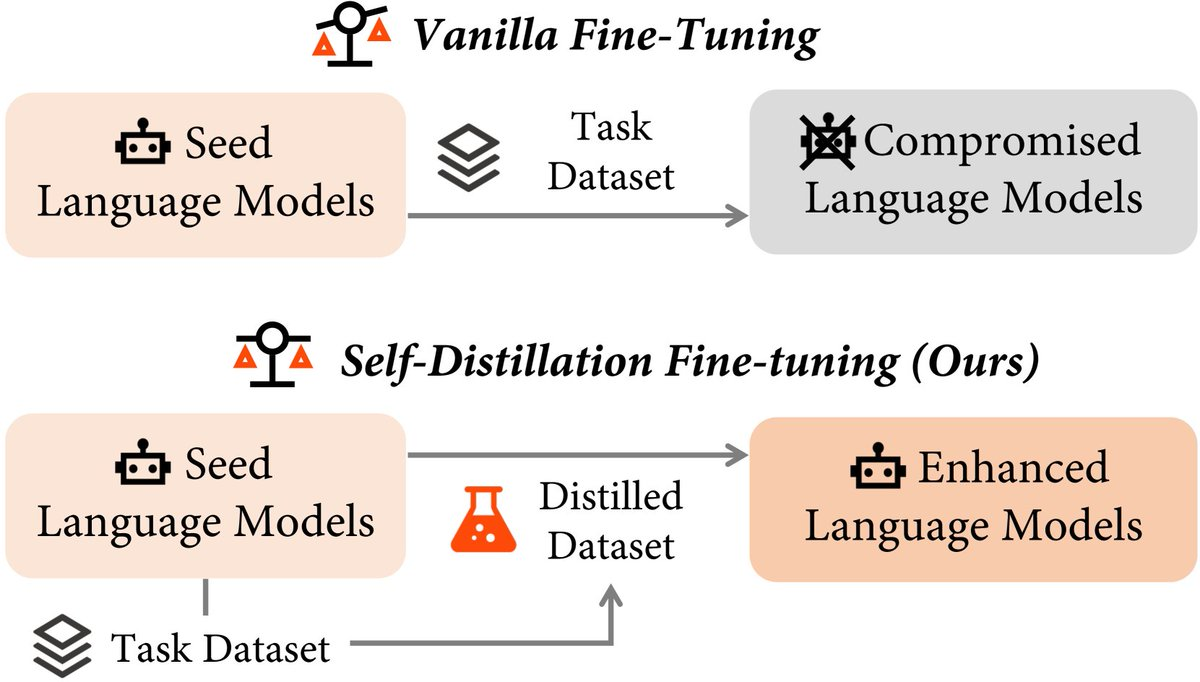 Vanilla Fine-Tuning
Seed
Language Models
Task
Dataset
Compromised
Language Models
Self-Distillation Fine-tuning (Ours)
Seed
Language Models
Distilled
Dataset
Enhanced
Language Models
Task Dataset